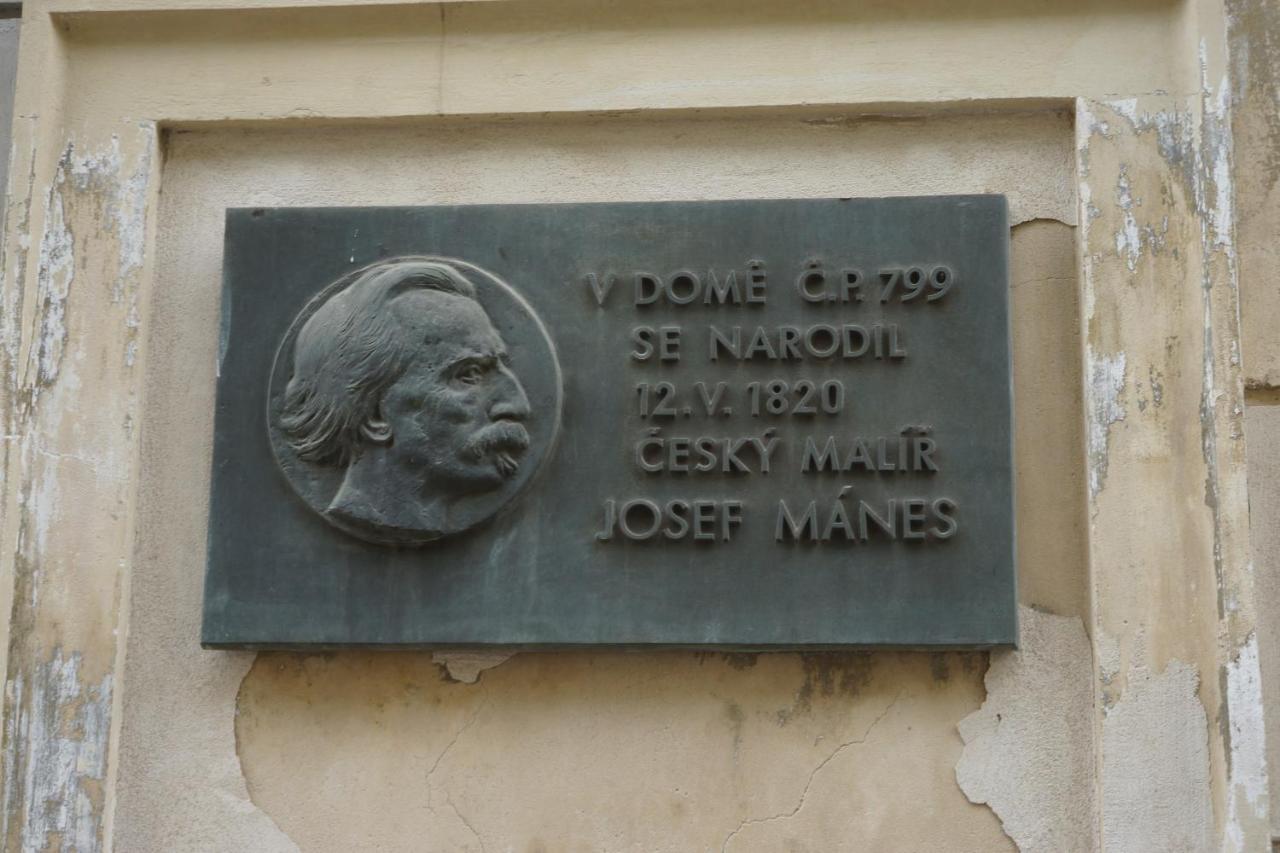 V DOMĚ Č.P. 799
SE NARODIL
12. V. 1820
ČESKÝ MALÍŘ
JOSEF MÁNES